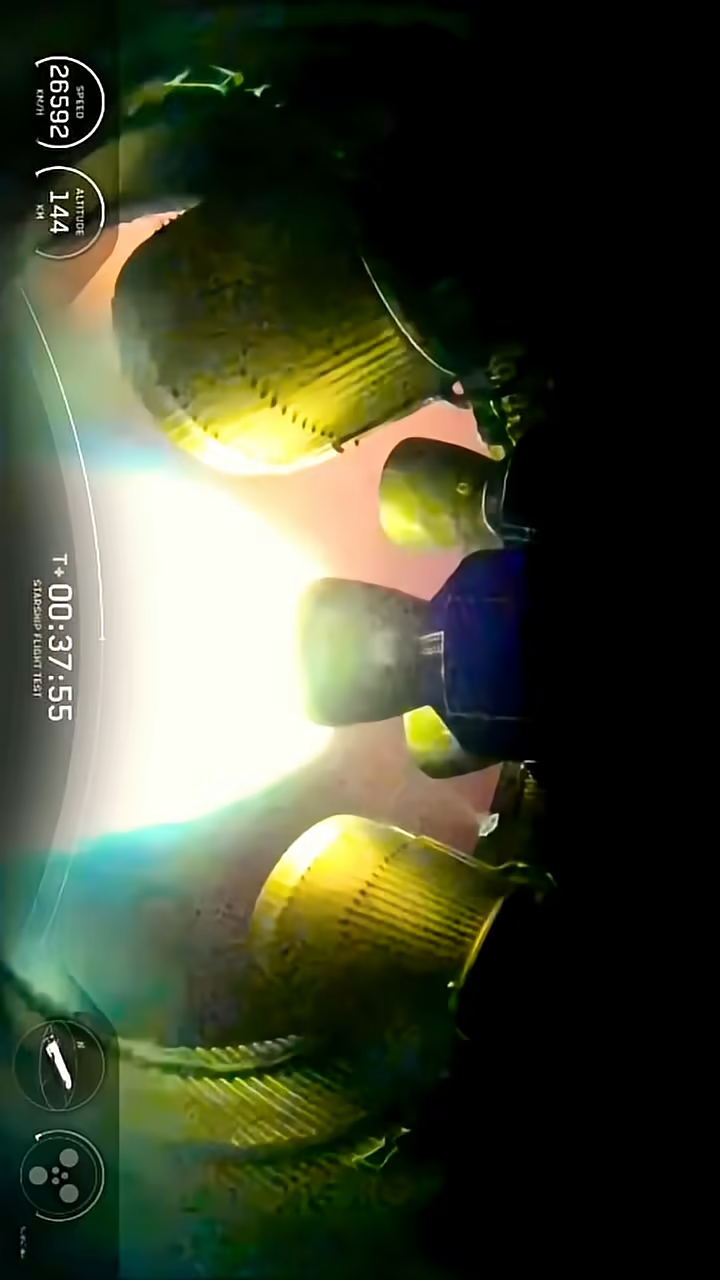 SPEED
26592
KM/H
ALTITUDE
144
KM
T+00:37:55
STARSHIP FLIGHT TEST
N